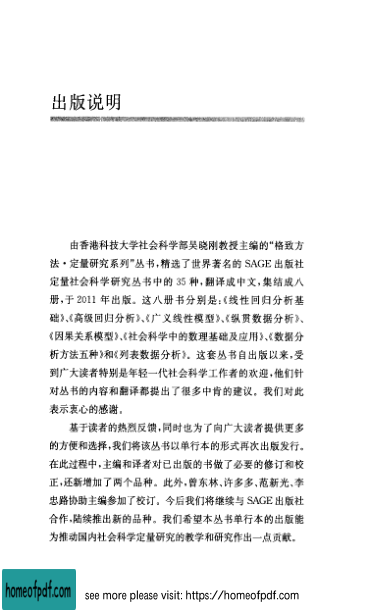 出版说明
由香港科技大学社会科学部吴晓刚教授主编的“格致方
法·定量研究系列”丛书,精选了世界著名的 SAGE 出版社
定量社会科学研究丛书中的 35 种,翻译成中文,集结成八
册,于 2011 年出版。这八册书分别是:《线性回归分析基
础》、《高级回归分析》、《广义线性模型》、《纵贯数据分析》、
《因果关系模型》、《社会科学中的数理基础及应用》、《数据分
析方法五种》和《列表数据分析》。这套丛书自出版以来,受
到广大读者特别是年轻一代社会科学工作者的欢迎,他们针
对丛书的内容和翻译都提出了很多中肯的建议。我们对此
表示衷心的感谢。
基于读者的热烈反馈,同时也为了向广大读者提供更多
的方便和选择,我们将该丛书以单行本的形式再次出版发行。
在此过程中,主编和译者对已出版的书做了必要的修订和校
正,还新增加了两个品种。此外,曾东林、许多多、范新光、李
忠路协助主编参加了校订。今后我们将继续与 SAGE 出版社
合作,陆续推出新的品种。我们希望本丛书单行本的出版能
为推动国内社会科学定量研究的教学和研究作出一点贡献。
homeofpdf.com
see more please visit: https://homeofpdf.com